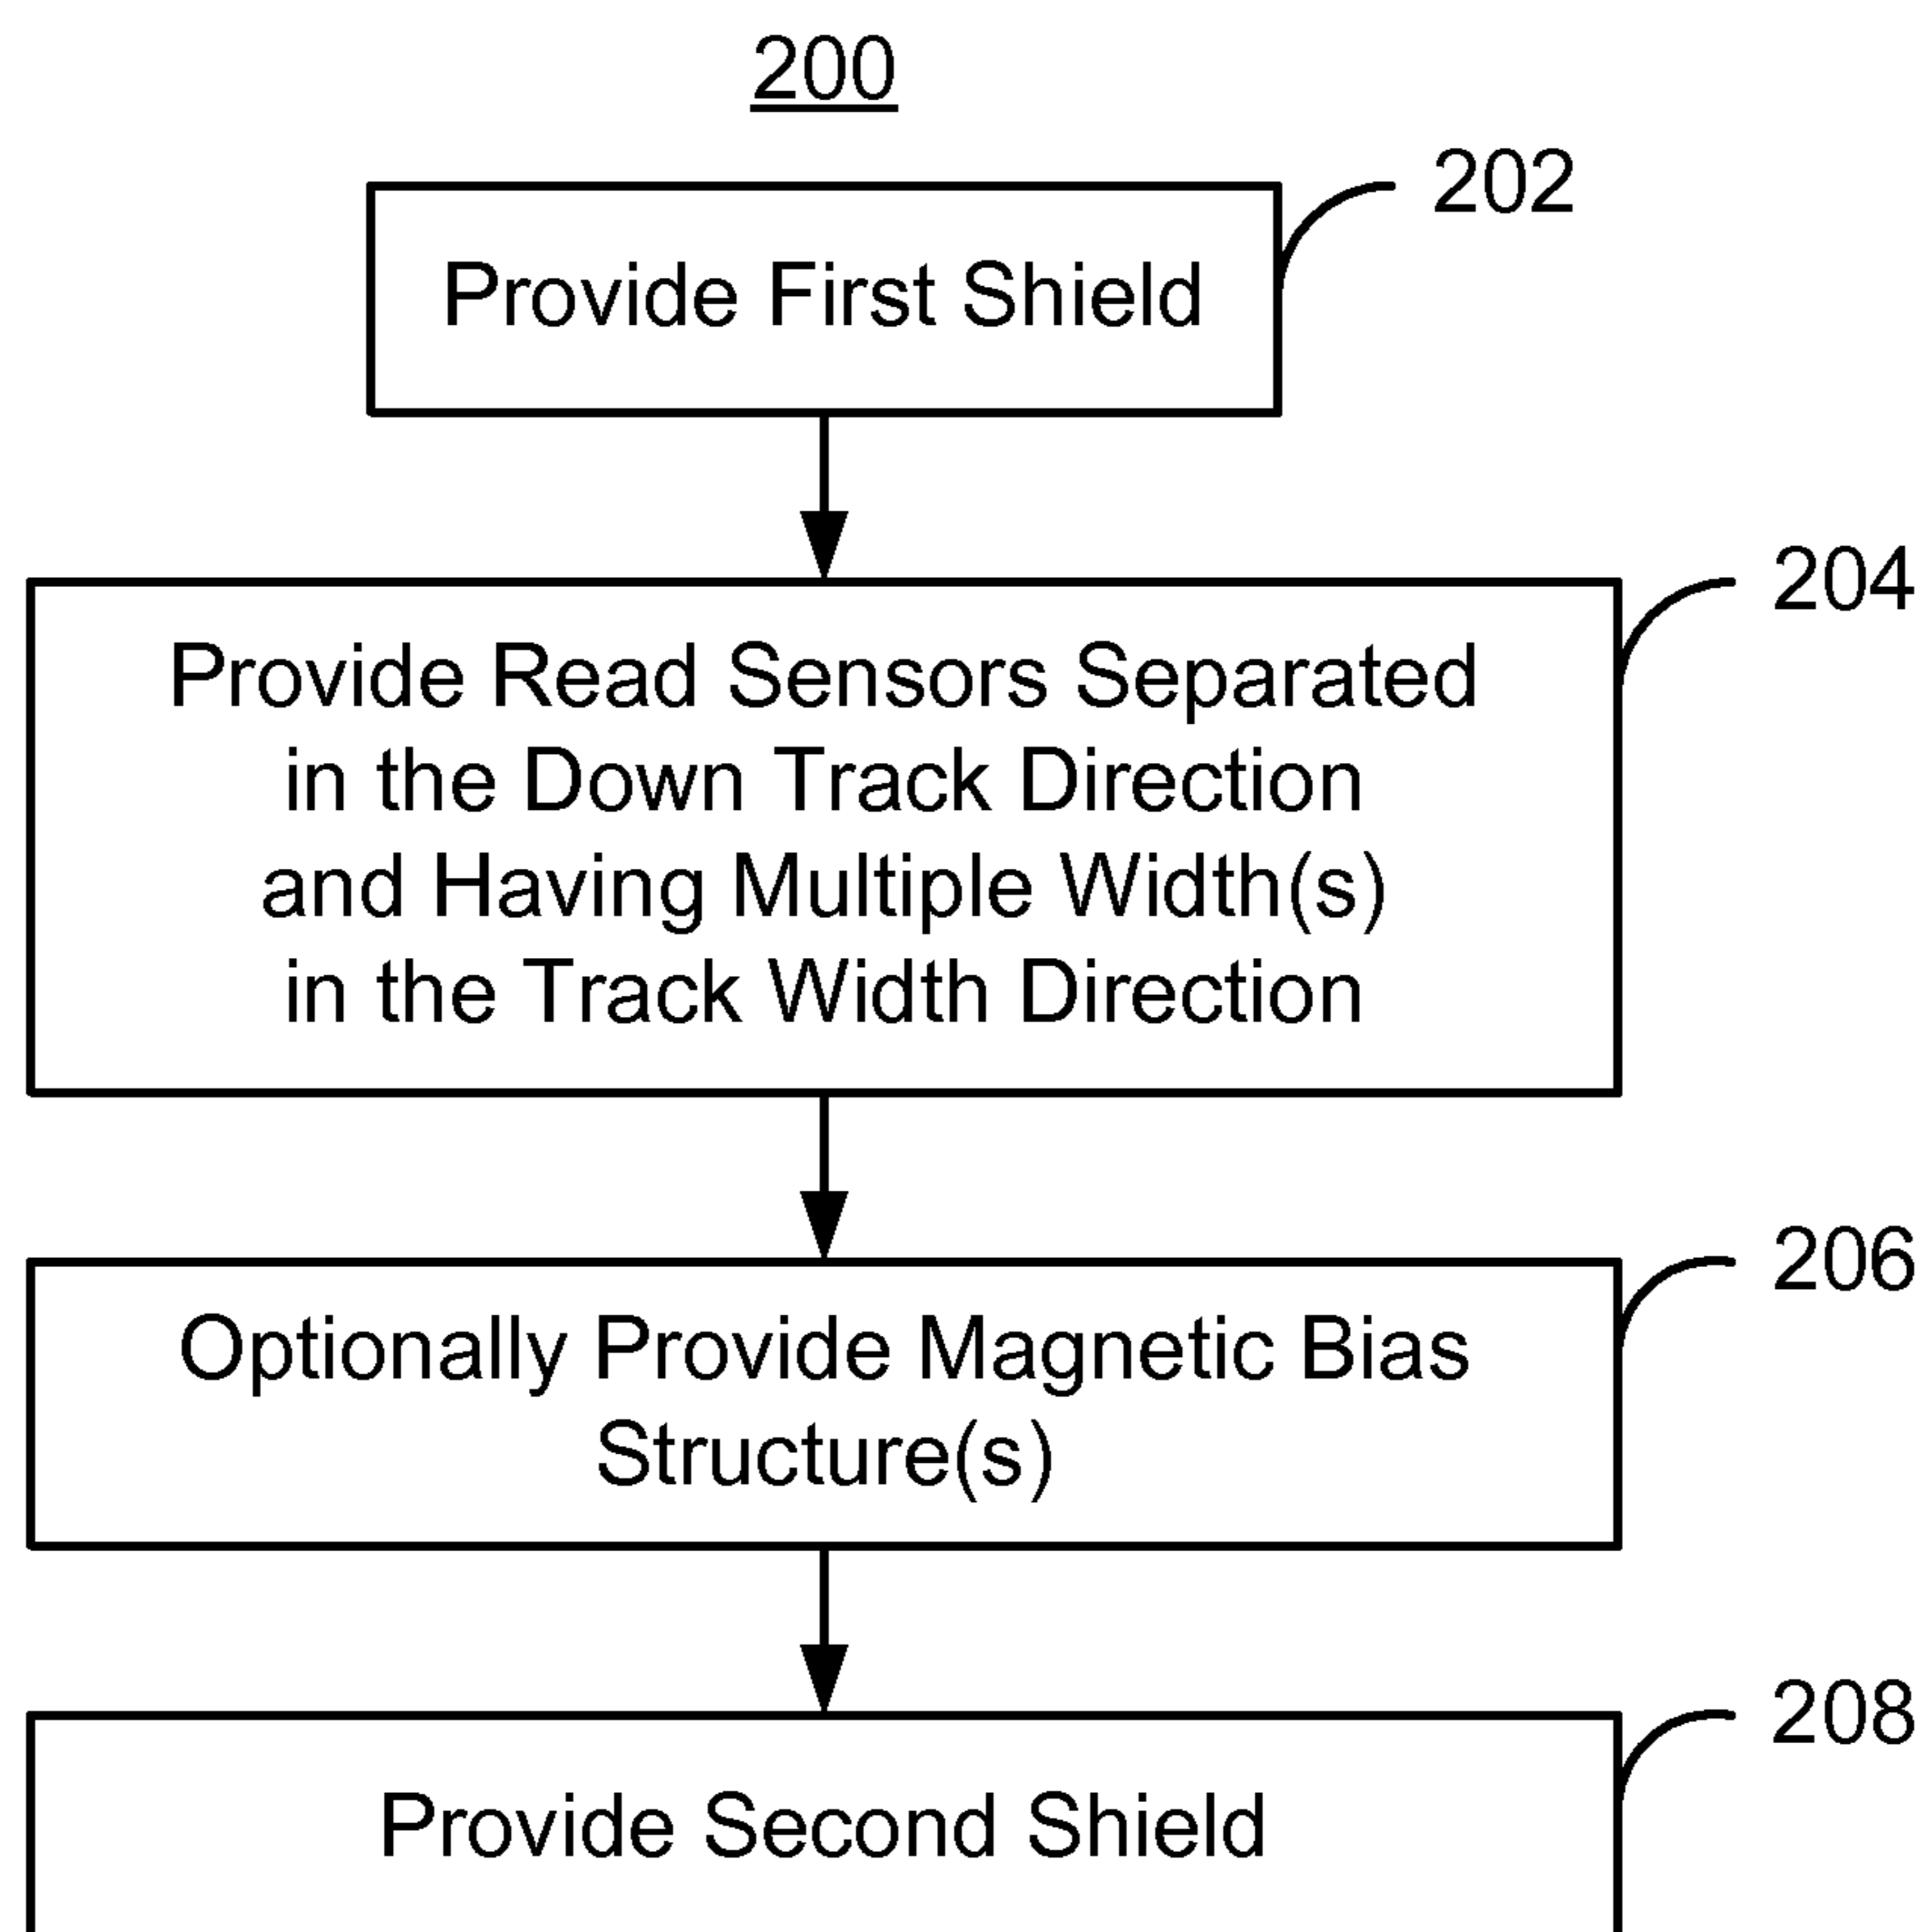 200
202
Provide First Shield
204
Provide Read Sensors Separated
in the Down Track Direction
and Having Multiple Width(s)
in the Track Width Direction
206
Optionally Provide Magnetic Bias
Structure(s)
208
Provide Second Shield